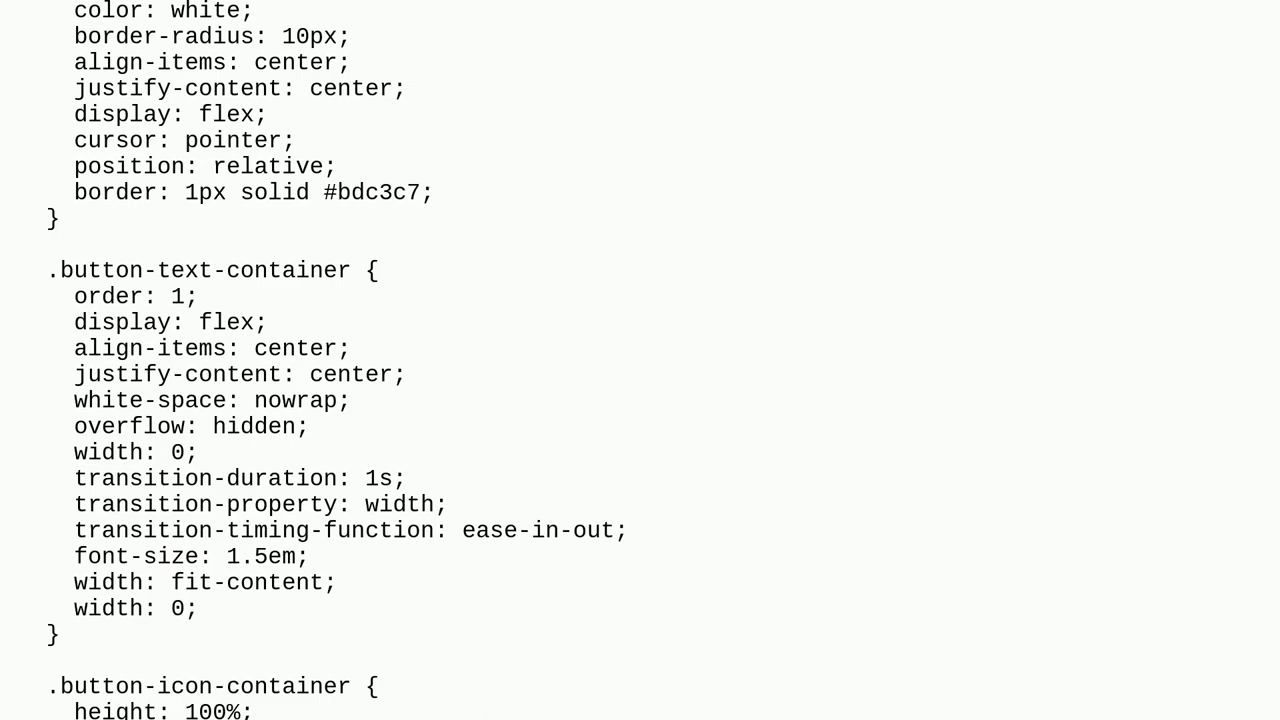 color: white;
border-radius: 10px;
align-items: center;
justify-content: center;
display: flex;
cursor: pointer;
position: relative;
border: 1px solid #bdc3c7;
}
.button-text-container {
order: 1;
display: flex;
align-items: center;
justify-content: center;
white-space: nowrap;
overflow: hidden;
width: 0;
transition-duration: 1s;
transition-property: width;
transition-timing-function: ease-in-out;
font-size: 1.5em;
width: fit-content;
width: 0;
}
.button-icon-container {
height: 100%;